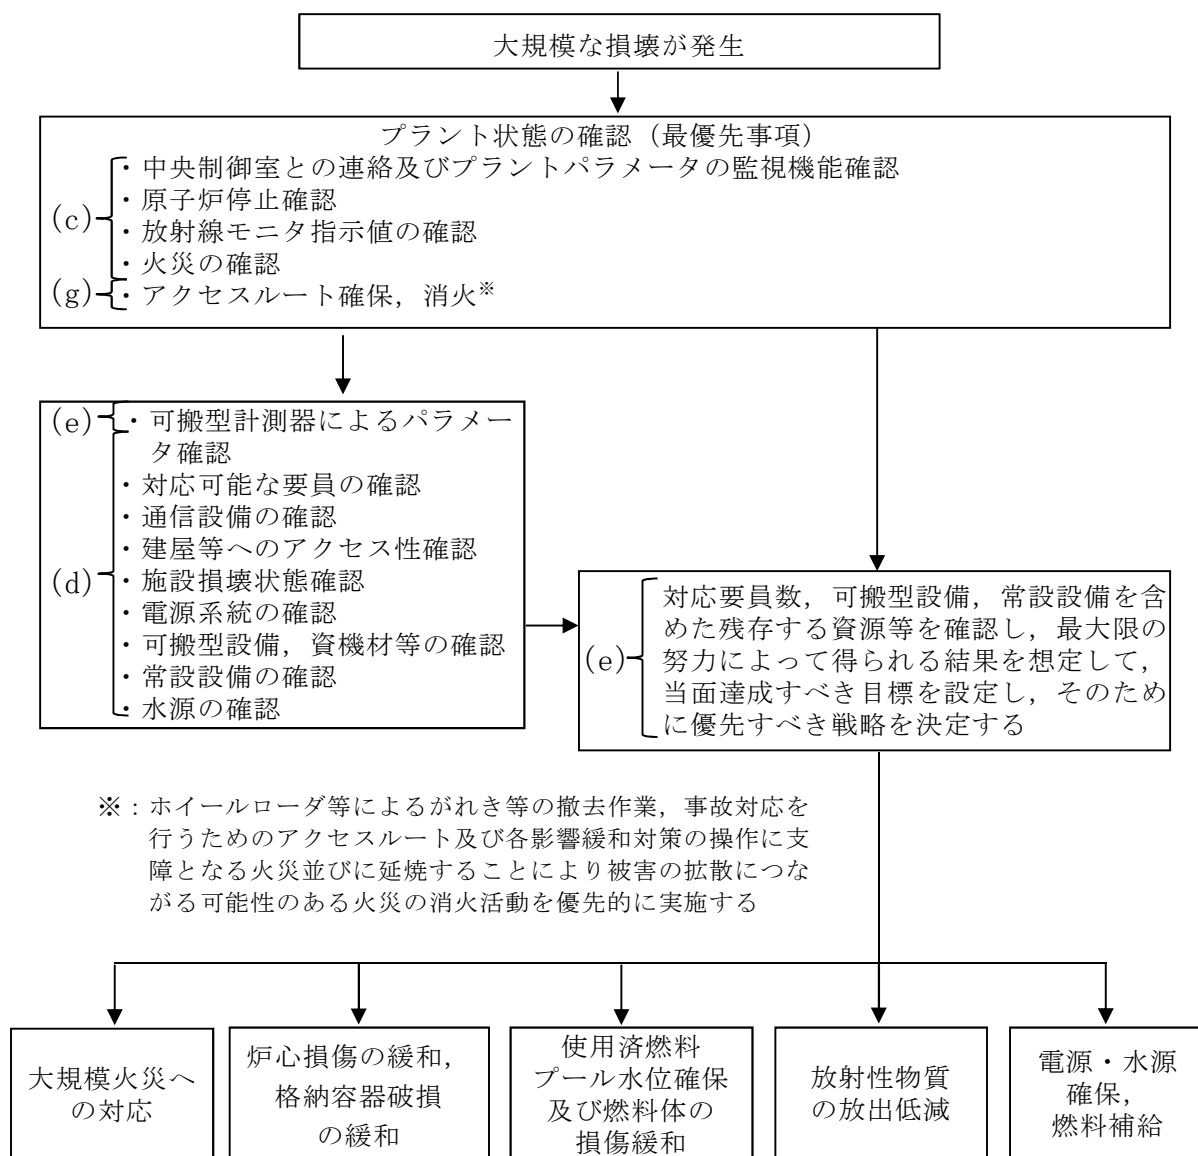 大規模な損壊が発生
プラント状態の確認（最優先事項）
・中央制御室との連絡及びプラントパラメータの監視機能確認
・原子炉停止確認
(c)
・放射線モニタ指示値の確認
・火災の確認
(g)
・アクセスルート確保，消火※
(e)
・可搬型計測器によるパラメー
タ確認
・対応可能な要員の確認
・通信設備の確認
・建屋等へのアクセス性確認
(d)
・施設損壊状態確認
・電源系統の確認
・可搬型設備，資機材等の確認
・常設設備の確認
・水源の確認
(e)
対応要員数，可搬型設備，常設設備を含
めた残存する資源等を確認し，最大限の
努力によって得られる結果を想定して，
当面達成すべき目標を設定し，そのため
に優先すべき戦略を決定する
※：ホイールローダ等によるがれき等の撤去作業，事故対応を
行うためのアクセスルート及び各影響緩和対策の操作に支
障となる火災並びに延焼することにより被害の拡散につな
がる可能性のある火災の消火活動を優先的に実施する
大規模火災へ
の対応
炉心損傷の緩和，
格納容器破損
の緩和
使用済燃料
プール水位確保
及び燃料体の
損傷緩和
放射性物質
の放出低減
電源・水源
確保，
燃料補給